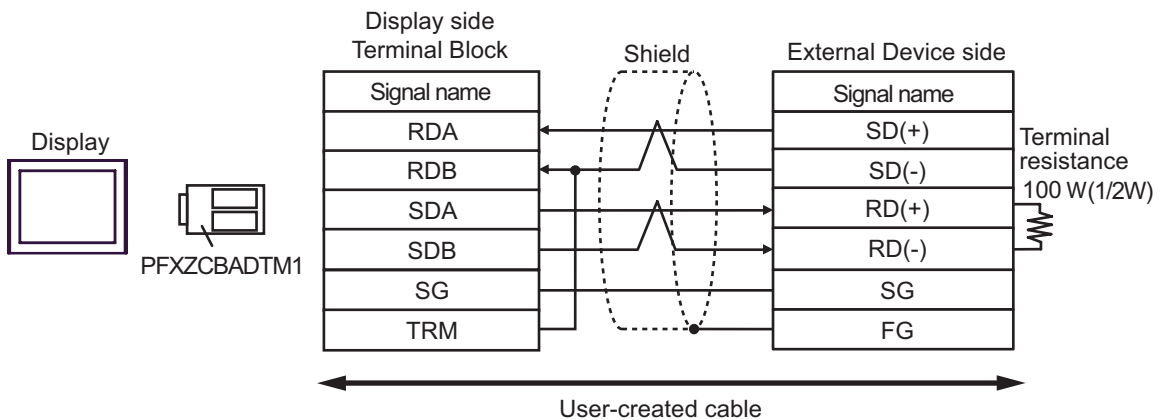 Display side
Terminal Block
Shield
External Device side
Signal name
Signal name
RDA
SD(+)
Terminal
resistance
100 W(1/2W)
Display
RDB
SD(-)
SDA
RD(+)
SDB
RD(-)
PFXZCBADTM1
SG
SG
TRM
FG
User-created cable